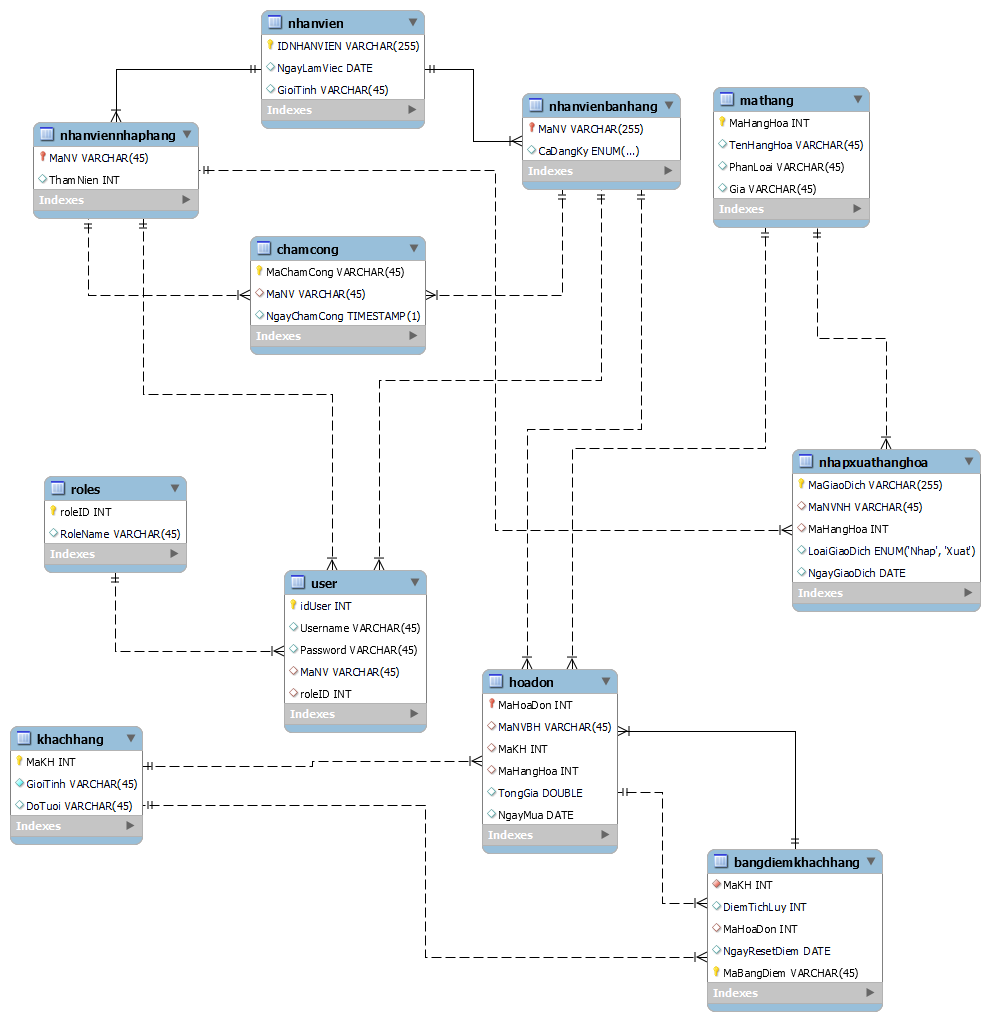 nhanvien
IDNHANVIEN VARCHAR(255)
NgayLamViec DATE
GioiTinh VARCHAR(45)
Indexes
nhanviennhaphang
MaNV VARCHAR(45)
ThamNien INT
Indexes
nhanvienbanhang
MaNV VARCHAR(255)
CaDangKy ENUM(...)
Indexes
mathang
MaHangHoa INT
TenHangHoa VARCHAR(45)
PhanLoai VARCHAR(45)
Gia VARCHAR(45)
Indexes
chamcong
MaChamCong VARCHAR(45)
MaNV VARCHAR(45)
NgayChamCong TIMESTAMP(1)
Indexes
nhapxuathanghoa
MaGiaoDich VARCHAR(255)
MaNVNH VARCHAR(45)
MaHangHoa INT
LoaiGiaoDich ENUM('Nhap', 'Xuat')
NgayGiaoDich DATE
Indexes
roles
roleID INT
RoleName VARCHAR(45)
Indexes
user
idUser INT
Username VARCHAR(45)
Password VARCHAR(45)
MaNV VARCHAR(45)
roleID INT
Indexes
hoadon
MaHoaDon INT
MaNVBH VARCHAR(45)
MaKH INT
MaHangHoa INT
TongGia DOUBLE
NgayMua DATE
Indexes
khachhang
MaKH INT
GioiTinh VARCHAR(45)
DoTuoi VARCHAR(45)
Indexes
bangdiemkhachhang
MaKH INT
DiemTichLuy INT
MaHoaDon INT
NgayResetDiem DATE
MaBangDiem VARCHAR(45)
Indexes